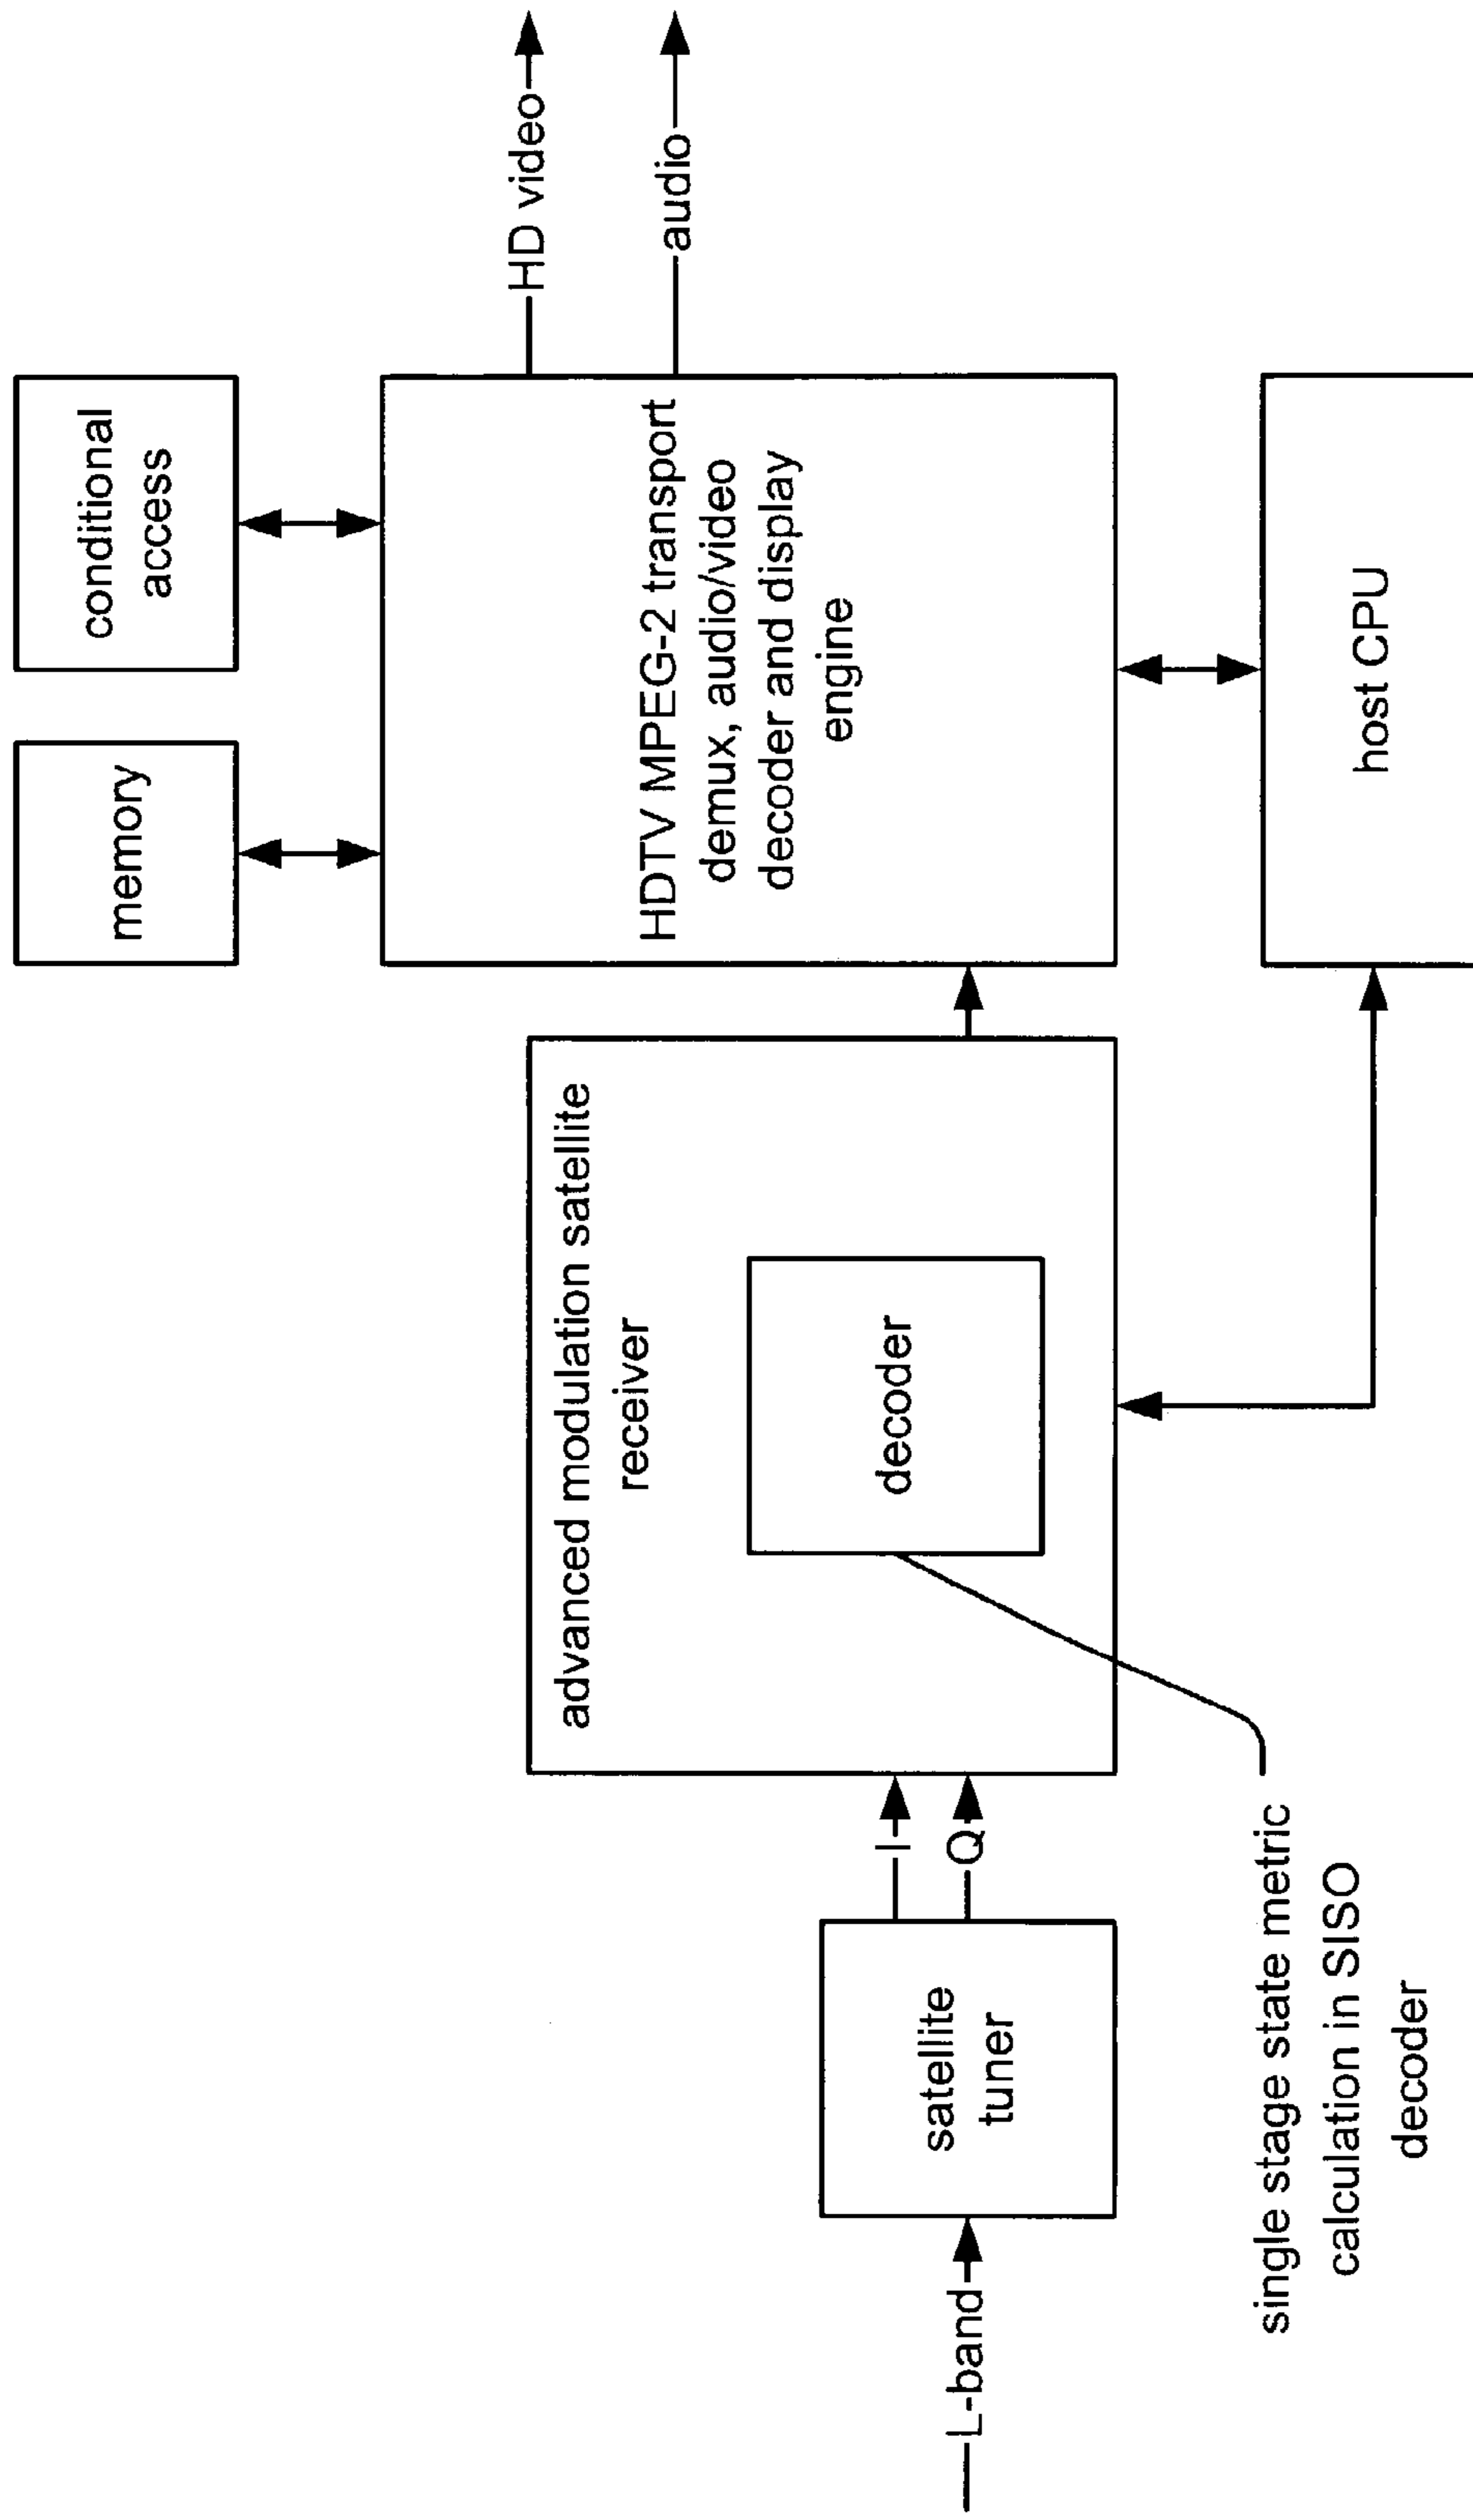 L-band
satellite
tuner
I
Q
advanced modulation satellite
receiver
decoder
single stage state metric
calculation in SISO
decoder
memory
conditional
access
HDTV MPEG-2 transport
demux, audio/video
decoder and display
engine
host CPU
HD video
audio